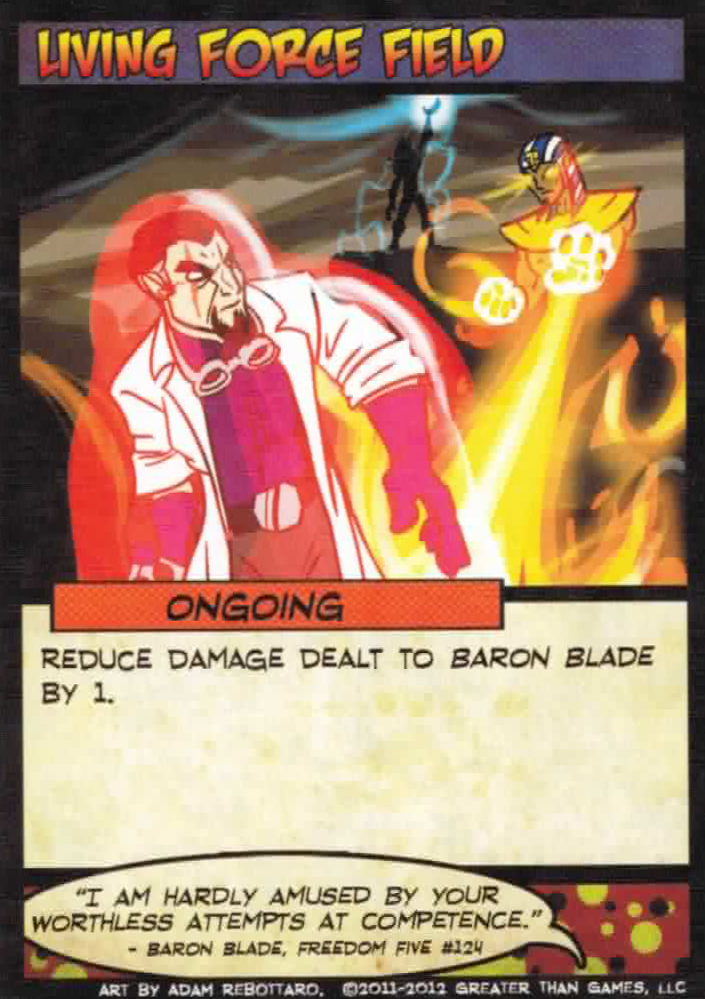 LIVING FORCE FIELD
ONGOING
REDUCE DAMAGE DEALT TO BARON BLADE
BY 1.
"I AM HARDLY AMUSED BY YOUR
WORTHLESS ATTEMPTS AT COMPETENCE."
- BARON BLADE, FREEDOM FIVE #124
ART BY ADAM REBOTTARO. ©2011-2012 GREATER THAN GAMES, LLC